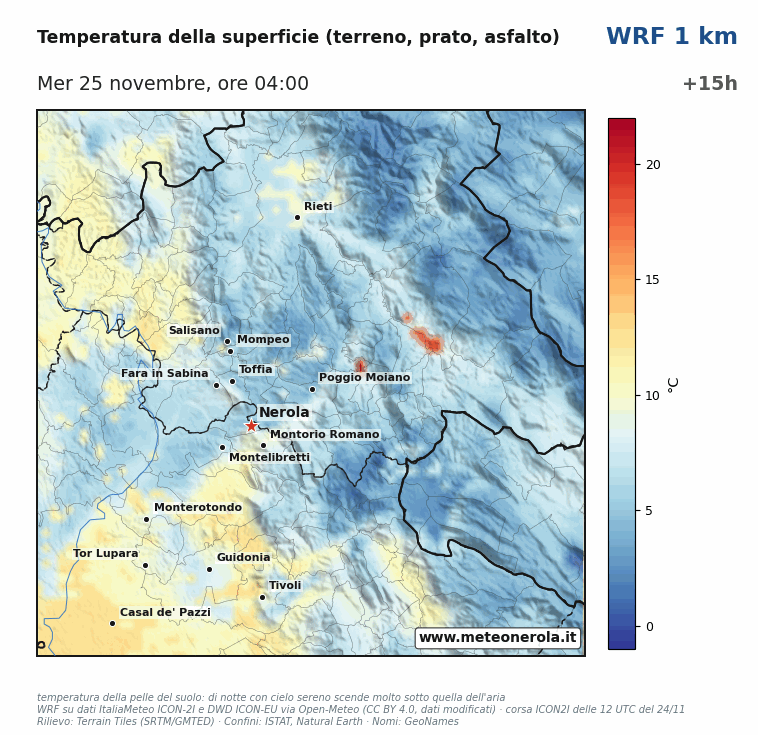 Temperatura della superficie (terreno, prato, asfalto)
WRF 1 km
Mer 25 novembre, ore 04:00
+15h
Rieti
Salisano
Mompeo
Fara in Sabina
Toffia
Poggio Moiano
Nerola
Montorio Romano
Montelibretti
Monterotondo
Tor Lupara
Guidonia
Tivoli
Casal de' Pazzi
www.meteonerola.it
20
15
10
5
0
°C
temperatura della pelle del suolo: di notte con cielo sereno scende molto sotto quella dell'aria
WRF su dati ItaliaMeteo ICON-2I e DWD ICON-EU via Open-Meteo (CC BY 4.0, dati modificati) · corsa ICON2I delle 12 UTC del 24/11
Rilievo: Terrain Tiles (SRTM/GMTED) · Confini: ISTAT, Natural Earth · Nomi: GeoNames